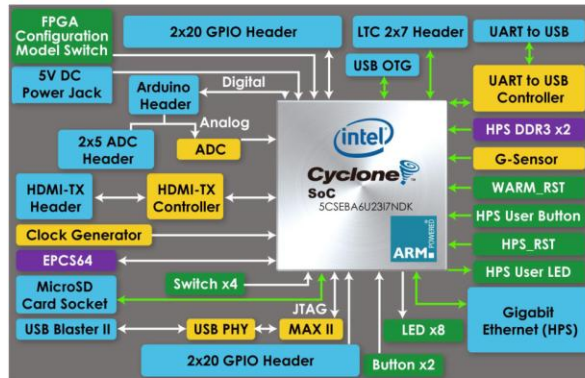 FPGA
Configuration
Model Switch
2x20 GPIO Header
LTC 2x7 Header
UART to USB
5V DC
Power Jack
USB OTG
Digital
Arduino
Header
UART to USB
Controller
Analog
2x5 ADC
Header
ADC
HPS DDR3 x2
G-Sensor
intel
Cyclone
SoC
5CSEBA6U23I7NDK
HDMI-TX
Header
HDMI-TX
Controller
WARM_RST
HPS User Button
Clock Generator
ARM
POWERED
HPS_RST
EPCS64
HPS User LED
Switch x4
MicroSD
Card Socket
JTAG
Gigabit
Ethernet (HPS)
USB Blaster II
USB PHY
MAX II
LED x8
2x20 GPIO Header
Button x2